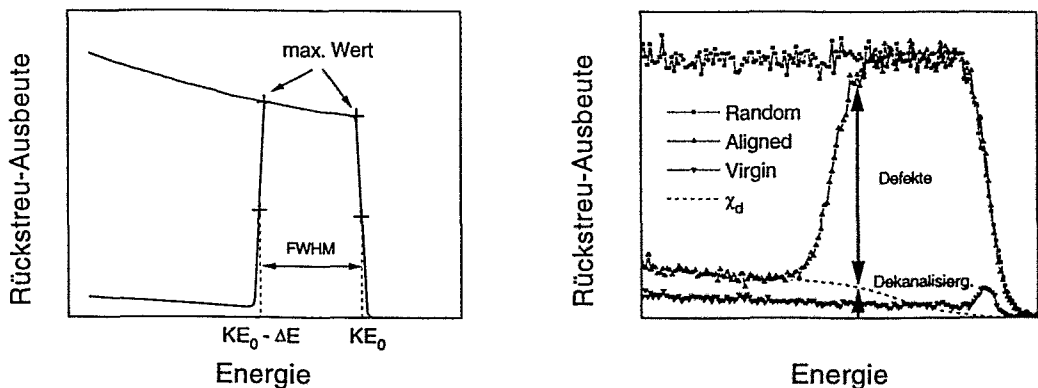 Rückstreu-Ausbeute
max. Wert
FWHM
KE₀ - ΔE
KE₀
Energie
Rückstreu-Ausbeute
Random
Aligned
Virgin
χd
Defekte
Dekanalisierg.
Energie